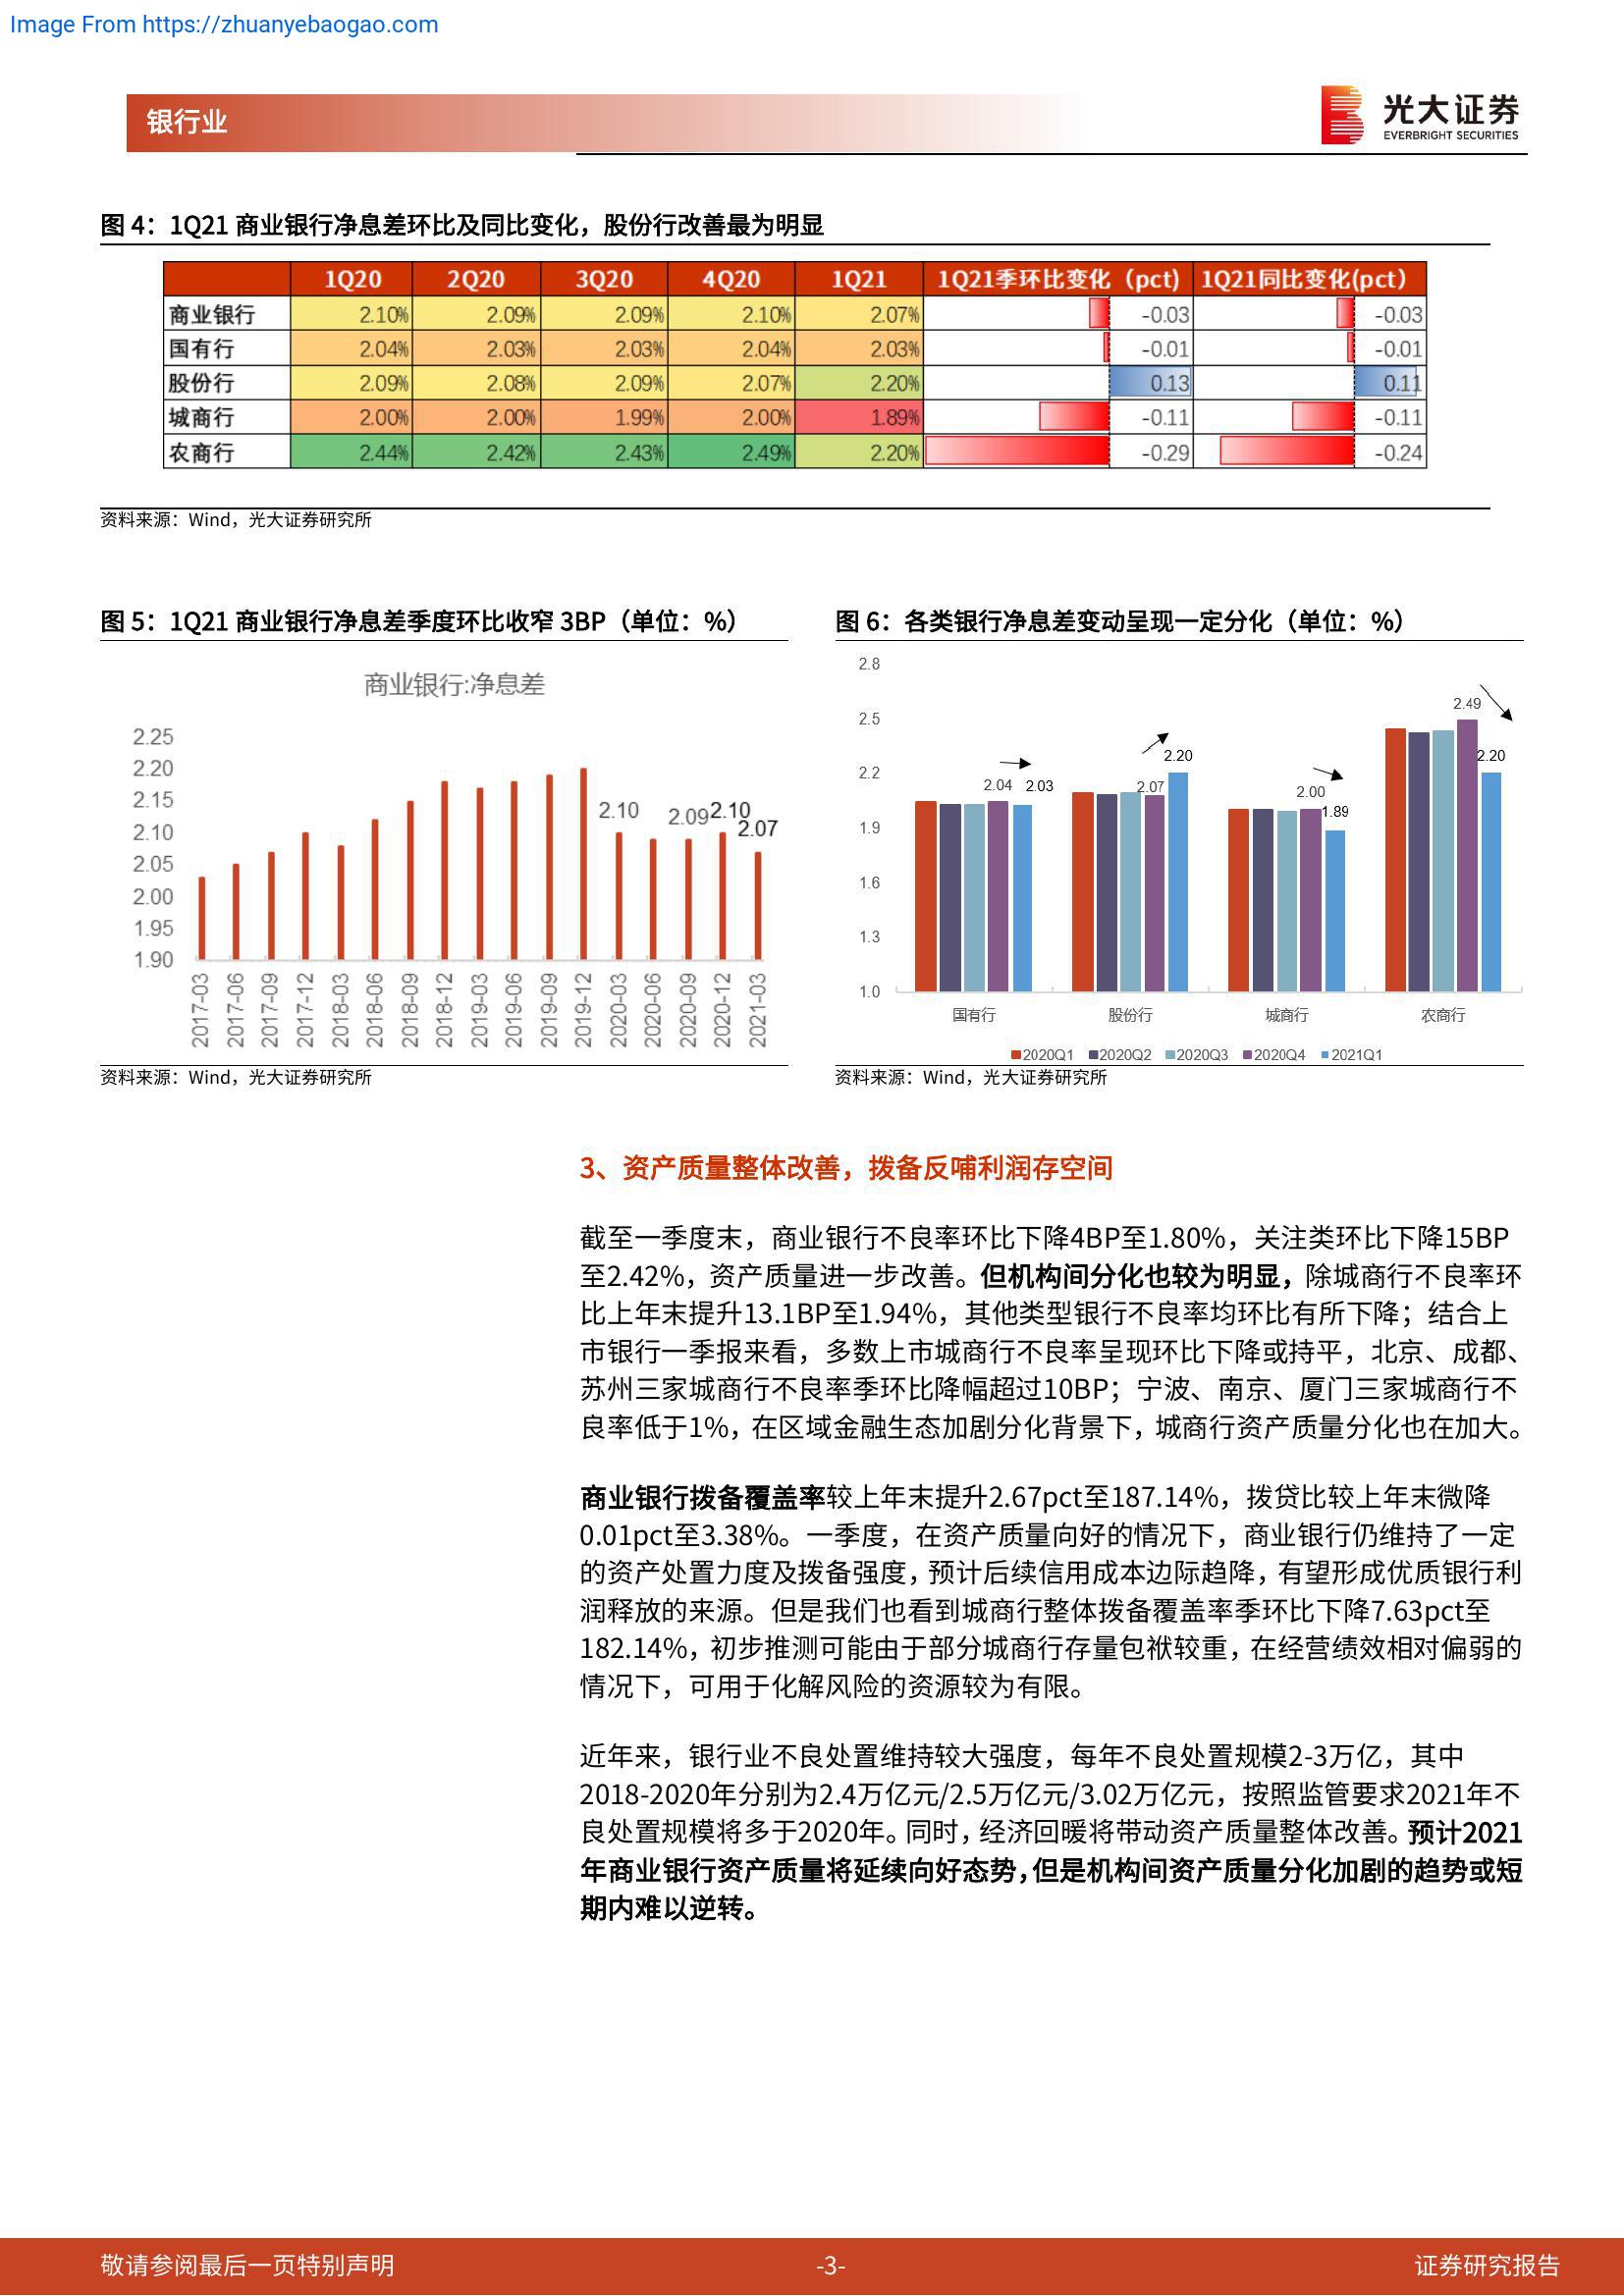 Image From https://zhuanyebaogao.com
银行业
光大证券
EVERBRIGHT SECURITIES
图 4：1Q21 商业银行净息差环比及同比变化，股份行改善最为明显
1Q20 2Q20 3Q20 4Q20 1Q21 1Q21季环比变化（pct) 1Q21同比变化(pct）
商业银行 2.10% 2.09% 2.09% 2.10% 2.07% -0.03 -0.03
国有行 2.04% 2.03% 2.03% 2.04% 2.03% -0.01 -0.01
股份行 2.09% 2.08% 2.09% 2.07% 2.20% 0.13 0.11
城商行 2.00% 2.00% 1.99% 2.00% 1.89% -0.11 -0.11
农商行 2.44% 2.42% 2.43% 2.49% 2.20% -0.29 -0.24
资料来源：Wind，光大证券研究所
图 5：1Q21 商业银行净息差季度环比收窄 3BP（单位：%）
商业银行:净息差
2.25
2.20
2.15
2.10
2.05
2.00
1.95
1.90
2.10 2.09 2.10 2.07
2017-03 2017-06 2017-09 2017-12 2018-03 2018-06 2018-09 2018-12 2019-03 2019-06 2019-09 2019-12 2020-03 2020-06 2020-09 2020-12 2021-03
资料来源：Wind，光大证券研究所
图 6：各类银行净息差变动呈现一定分化（单位：%）
2.8
2.5
2.2
1.9
1.6
1.3
1.0
2.04 2.03 2.07 2.20 2.00 1.89 2.49 2.20
国有行 股份行 城商行 农商行
2020Q1 2020Q2 2020Q3 2020Q4 2021Q1
资料来源：Wind，光大证券研究所
3、资产质量整体改善，拨备反哺利润存空间
截至一季度末，商业银行不良率环比下降4BP至1.80%，关注类环比下降15BP
至2.42%，资产质量进一步改善。但机构间分化也较为明显，除城商行不良率环
比上年末提升13.1BP至1.94%，其他类型银行不良率均环比有所下降；结合上
市银行一季报来看，多数上市城商行不良率呈现环比下降或持平，北京、成都、
苏州三家城商行不良率季环比降幅超过10BP；宁波、南京、厦门三家城商行不
良率低于1%，在区域金融生态加剧分化背景下，城商行资产质量分化也在加大。
商业银行拨备覆盖率较上年末提升2.67pct至187.14%，拨贷比较上年末微降
0.01pct至3.38%。一季度，在资产质量向好的情况下，商业银行仍维持了一定
的资产处置力度及拨备强度，预计后续信用成本边际趋降，有望形成优质银行利
润释放的来源。但是我们也看到城商行整体拨备覆盖率季环比下降7.63pct至
182.14%，初步推测可能由于部分城商行存量包袱较重，在经营绩效相对偏弱的
情况下，可用于化解风险的资源较为有限。
近年来，银行业不良处置维持较大强度，每年不良处置规模2-3万亿，其中
2018-2020年分别为2.4万亿元/2.5万亿元/3.02万亿元，按照监管要求2021年不
良处置规模将多于2020年。同时，经济回暖将带动资产质量整体改善。预计2021
年商业银行资产质量将延续向好态势，但是机构间资产质量分化加剧的趋势或短
期内难以逆转。
敬请参阅最后一页特别声明 -3- 证券研究报告